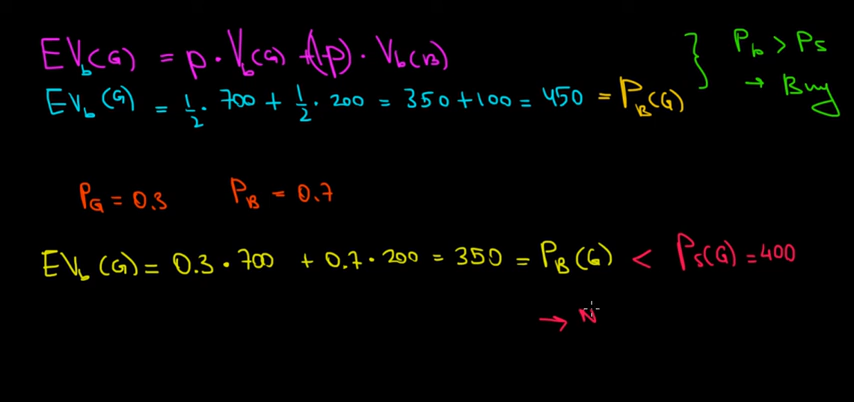 EV_b(G) = p · V_b(G) + (1-p) · V_b(B)
EV_b(G) = 1/2 · 700 + 1/2 · 200 = 350 + 100 = 450 = P_B(G)
} P_b > P_s
→ Buy
P_G = 0.3 P_B = 0.7
EV_b(G) = 0.3 · 700 + 0.7 · 200 = 350 = P_B(G) < P_s(G) = 400
→ N